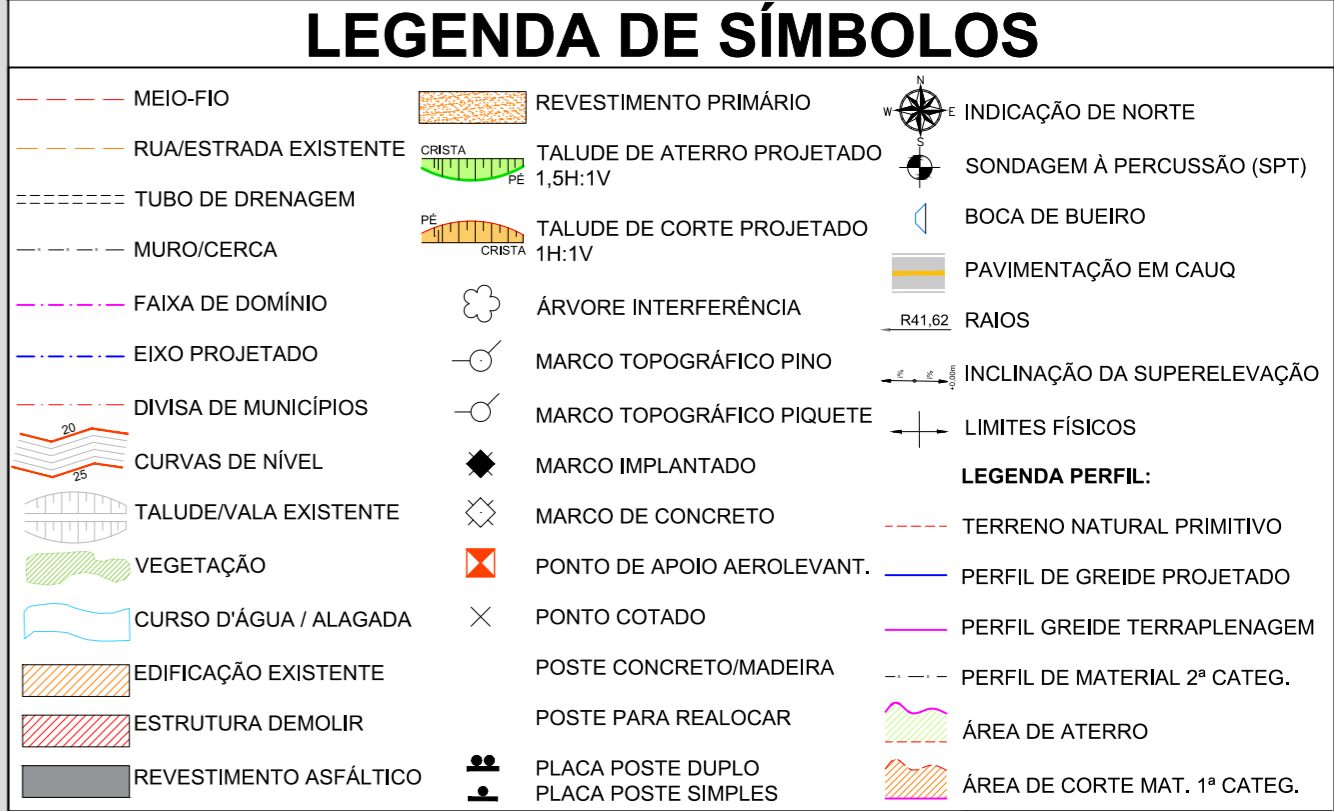 LEGENDA DE SÍMBOLOS
MEIO-FIO
RUA/ESTRADA EXISTENTE
TUBO DE DRENAGEM
MURO/CERCA
FAIXA DE DOMÍNIO
EIXO PROJETADO
DIVISA DE MUNICÍPIOS
20
CURVAS DE NÍVEL
25
TALUDE/VALA EXISTENTE
VEGETAÇÃO
CURSO D'ÁGUA / ALAGADA
EDIFICAÇÃO EXISTENTE
ESTRUTURA DEMOLIR
REVESTIMENTO ASFÁLTICO
REVESTIMENTO PRIMÁRIO
CRISTA
TALUDE DE ATERRO PROJETADO
PÉ
1,5H:1V
PÉ
TALUDE DE CORTE PROJETADO
CRISTA
1H:1V
ÁRVORE INTERFERÊNCIA
MARCO TOPOGRÁFICO PINO
MARCO TOPOGRÁFICO PIQUETE
MARCO IMPLANTADO
MARCO DE CONCRETO
PONTO DE APOIO AEROLEVANT.
PONTO COTADO
POSTE CONCRETO/MADEIRA
POSTE PARA REALOCAR
PLACA POSTE DUPLO
PLACA POSTE SIMPLES
N
W E
S
INDICAÇÃO DE NORTE
SONDAGEM À PERCUSSÃO (SPT)
BOCA DE BUEIRO
PAVIMENTAÇÃO EM CAUQ
R41,62 RAIOS
i% i% +0,00m
INCLINAÇÃO DA SUPERELEVAÇÃO
LIMITES FÍSICOS
LEGENDA PERFIL:
TERRENO NATURAL PRIMITIVO
PERFIL DE GREIDE PROJETADO
PERFIL GREIDE TERRAPLENAGEM
PERFIL DE MATERIAL 2ª CATEG.
ÁREA DE ATERRO
ÁREA DE CORTE MAT. 1ª CATEG.